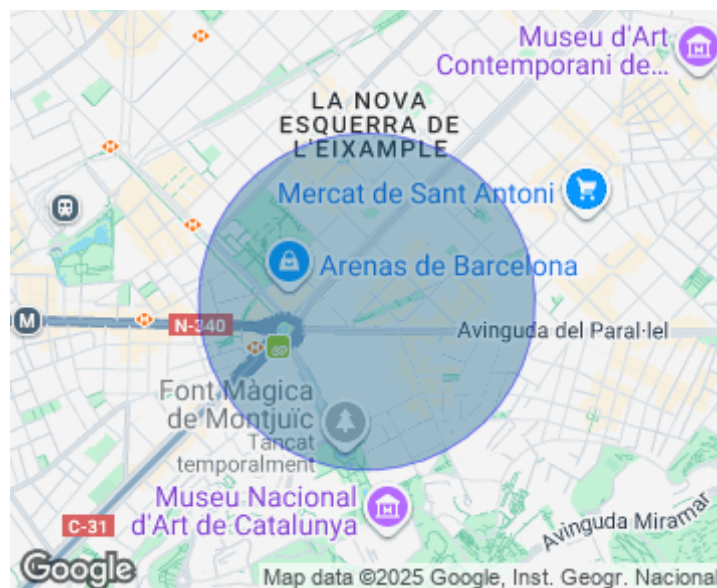 Museu d'Art
Contemporani de...
LA NOVA
ESQUERRA DE
L'EIXAMPLE
Mercat de Sant Antoni
Arenas de Barcelona
M
N-340
Avinguda del Paral·lel
Font Màgica
de Montjuïc
Tancat
temporalment
Museu Nacional
d'Art de Catalunya
C-31
Avinguda Miramar
Google
Map data ©2025 Google, Inst. Geogr. Nacional